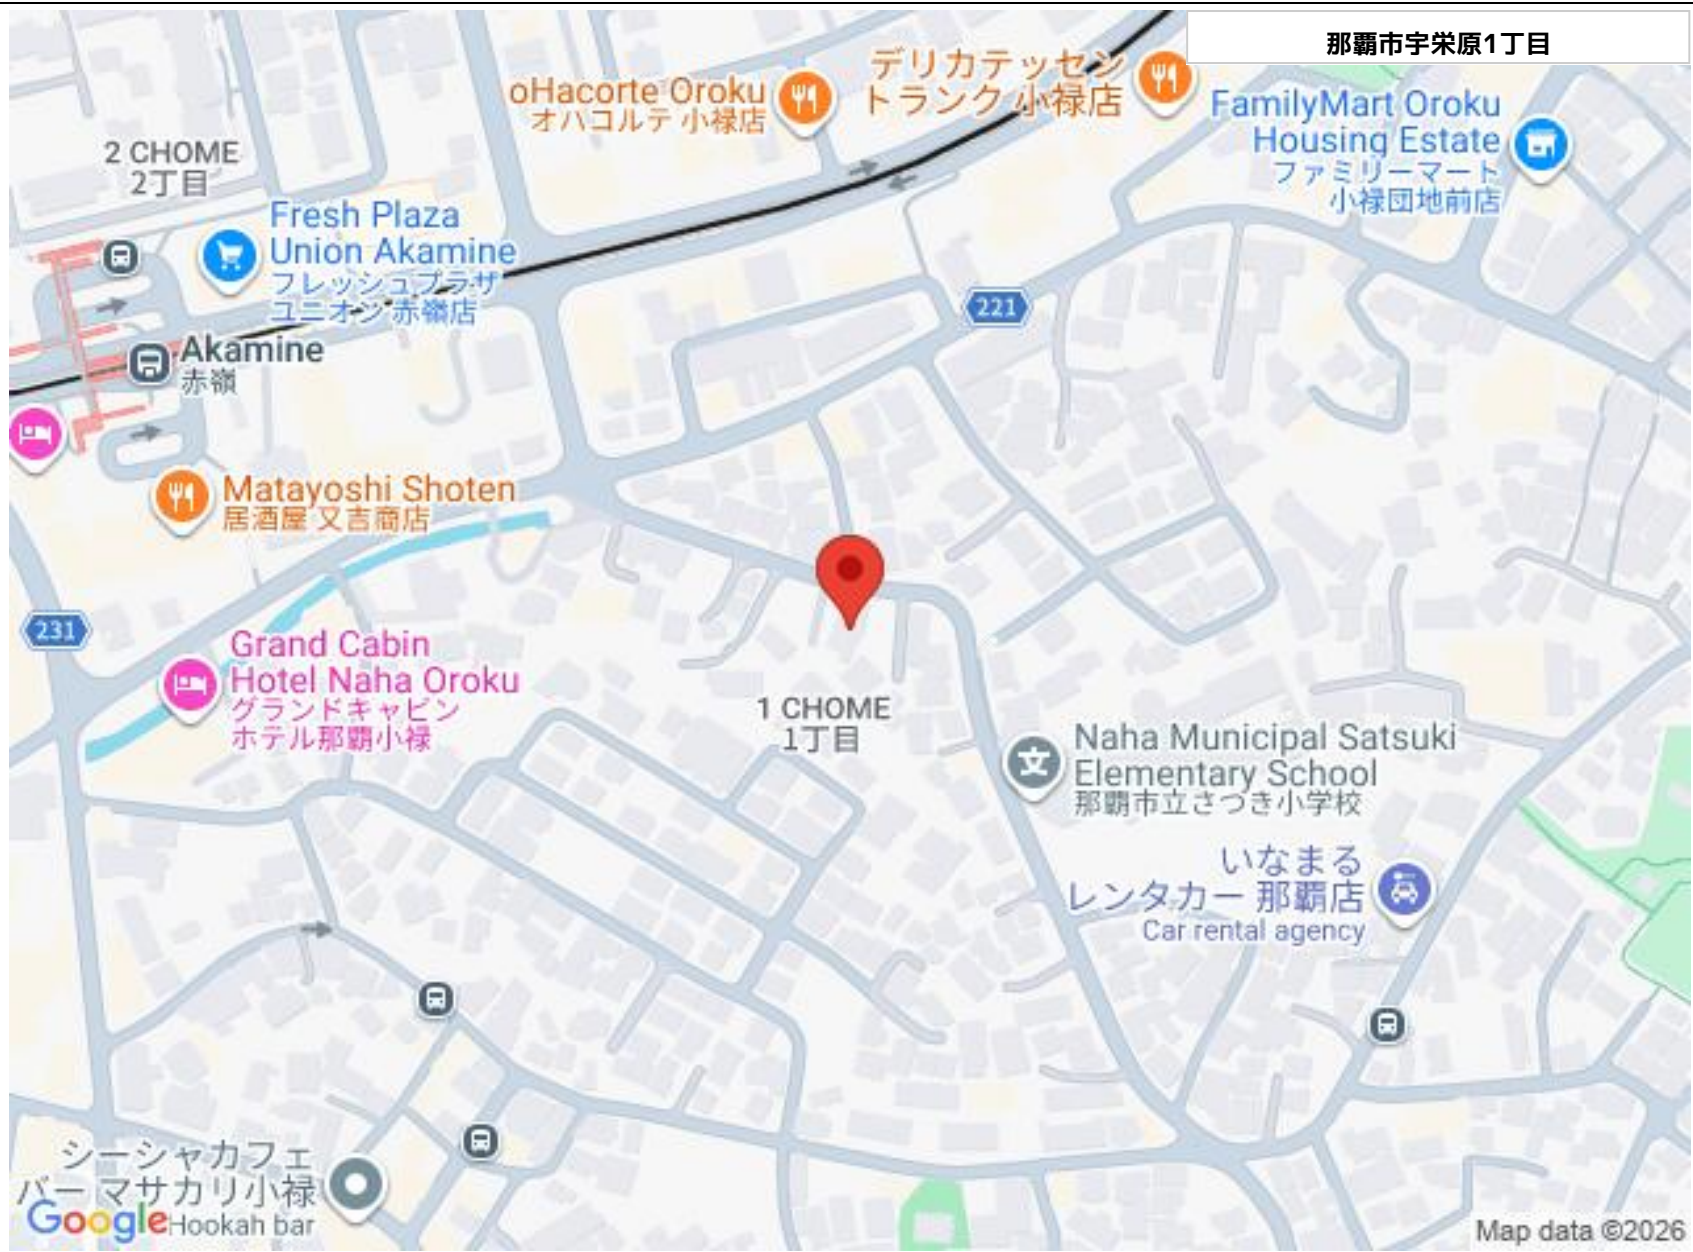 那覇市宇栄原1丁目
デリカテッセン
トランク 小禄店
oHacorte Oroku
オハコルテ 小禄店
FamilyMart Oroku
Housing Estate
ファミリーマート
小禄団地前店
2 CHOME
2丁目
Fresh Plaza
Union Akamine
フレッシュプラザ
ユニオン 赤嶺店
221
Akamine
赤嶺
Matayoshi Shoten
居酒屋 又吉商店
231
Grand Cabin
Hotel Naha Oroku
グランドキャビン
ホテル那覇小禄
1 CHOME
1丁目
文
Naha Municipal Satsuki
Elementary School
那覇市立さつき小学校
いなまる
レンタカー 那覇店
Car rental agency
シーシャカフェ
バー マサカリ小禄
Hookah bar
Google
Map data ©2026